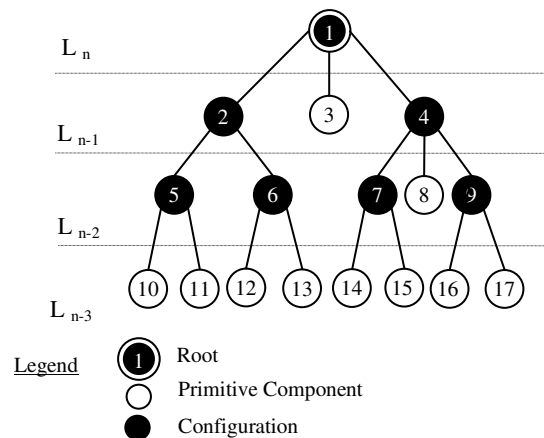 1
L n
2 3 4
L n-1
5 6 7 8 9
L n-2
10 11 12 13 14 15 16 17
L n-3
Legend
1 Root
Primitive Component
Configuration